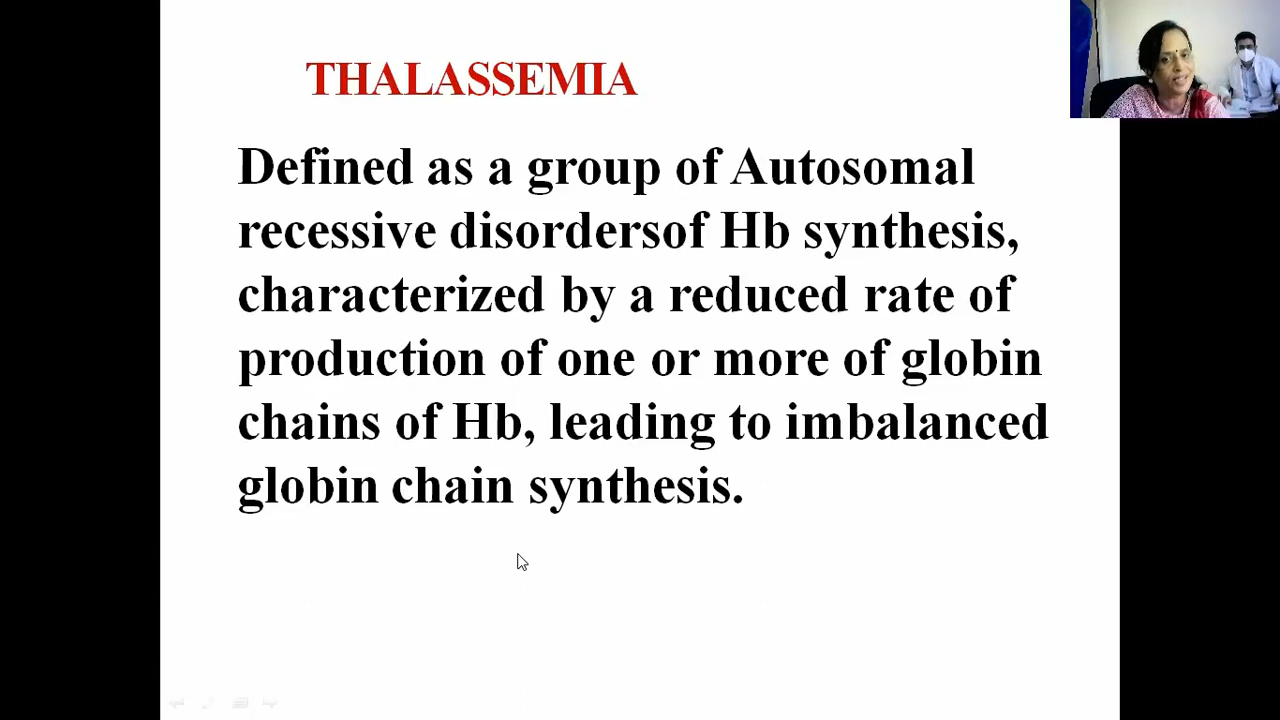 THALASSEMIA
Defined as a group of Autosomal
recessive disordersof Hb synthesis,
characterized by a reduced rate of
production of one or more of globin
chains of Hb, leading to imbalanced
globin chain synthesis.